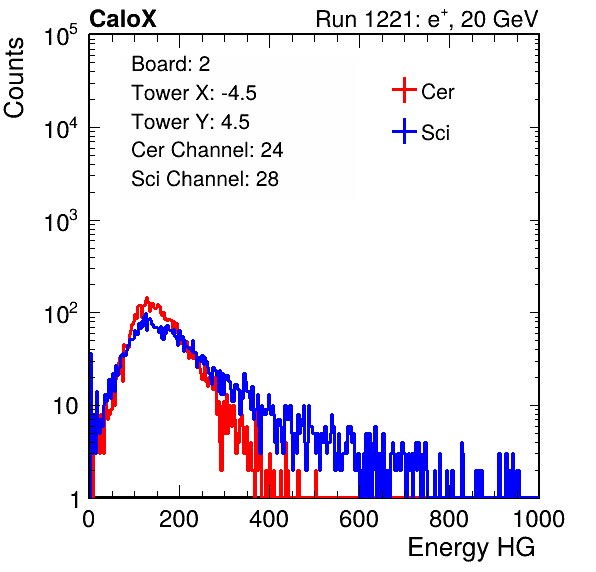 CaloX Run 1221: e⁺, 20 GeV
Counts
10⁵
10⁴
10³
10²
10
1
Board: 2
Tower X: -4.5
Tower Y: 4.5
Cer Channel: 24
Sci Channel: 28
Cer
Sci
0 200 400 600 800 1000
Energy HG